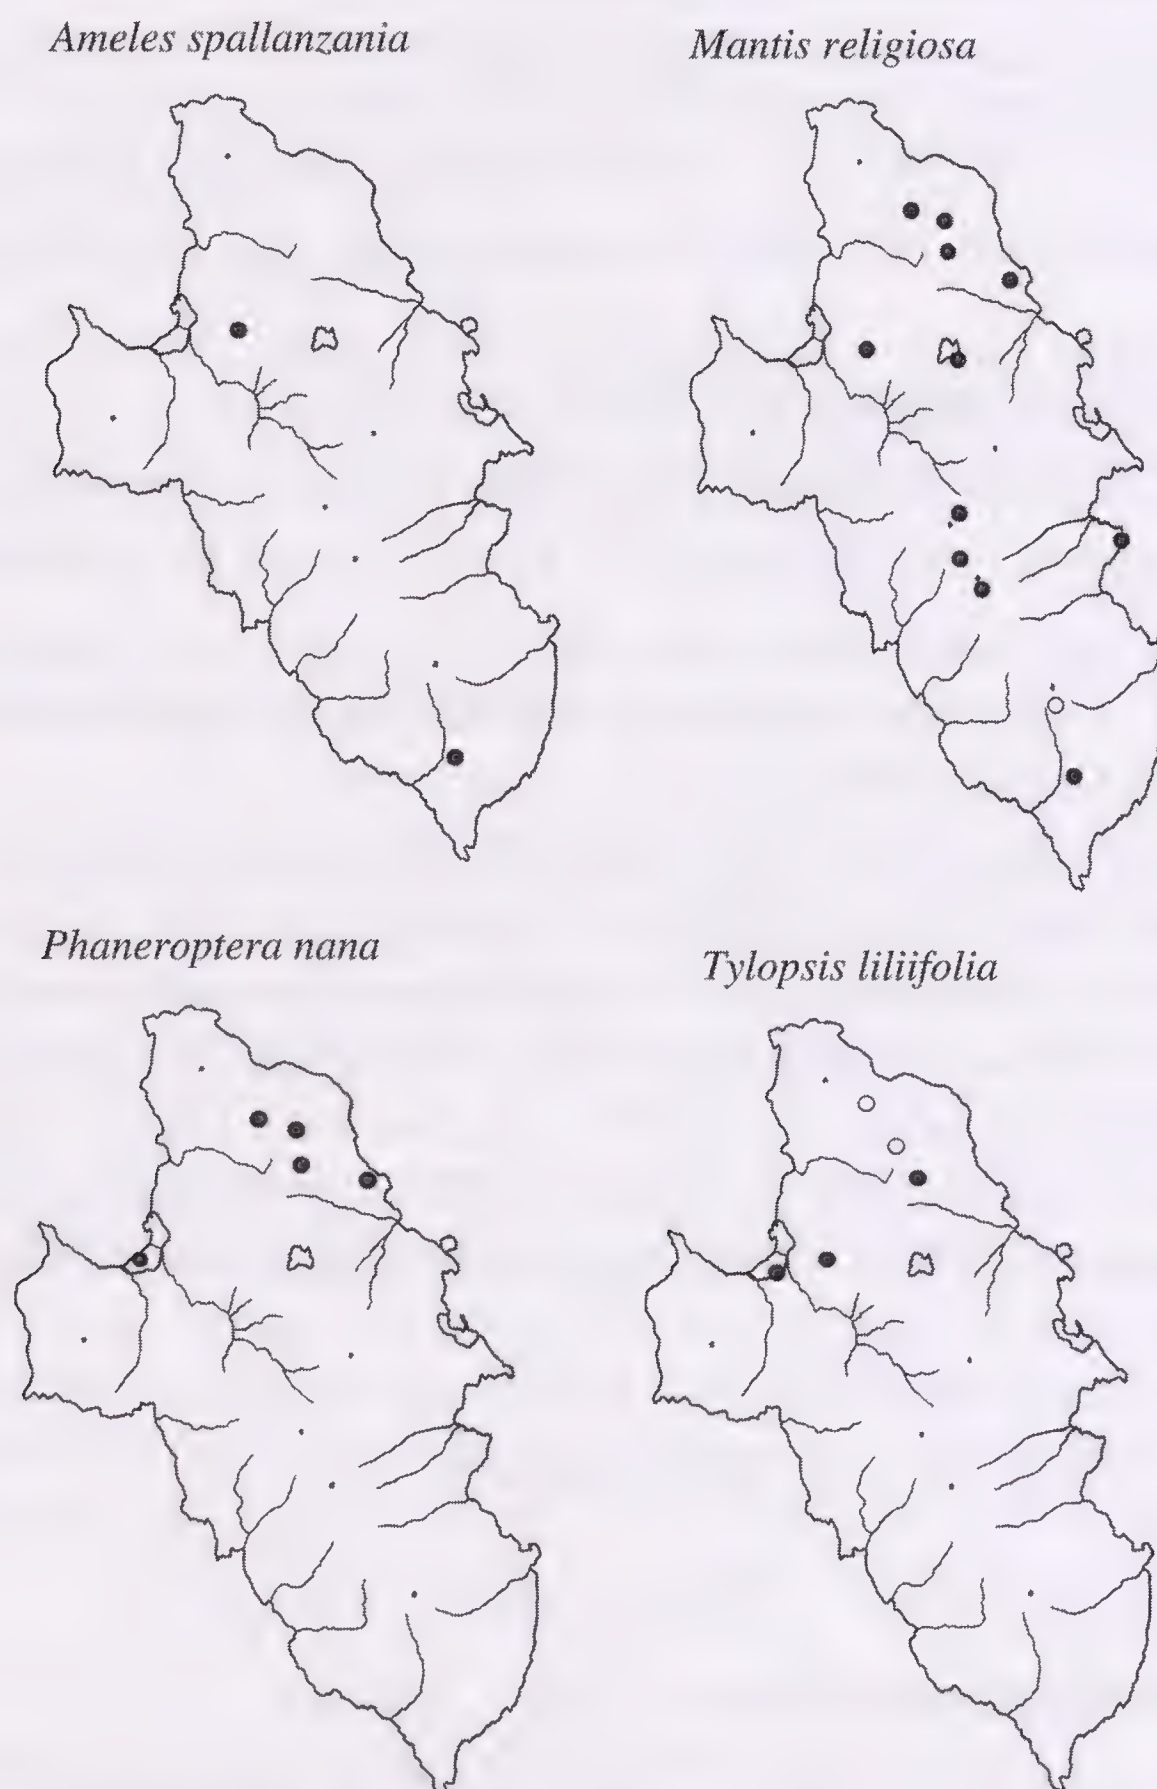 Ameles spallanzania
Mantis religiosa
Phaneroptera nana
Tylopsis liliifolia